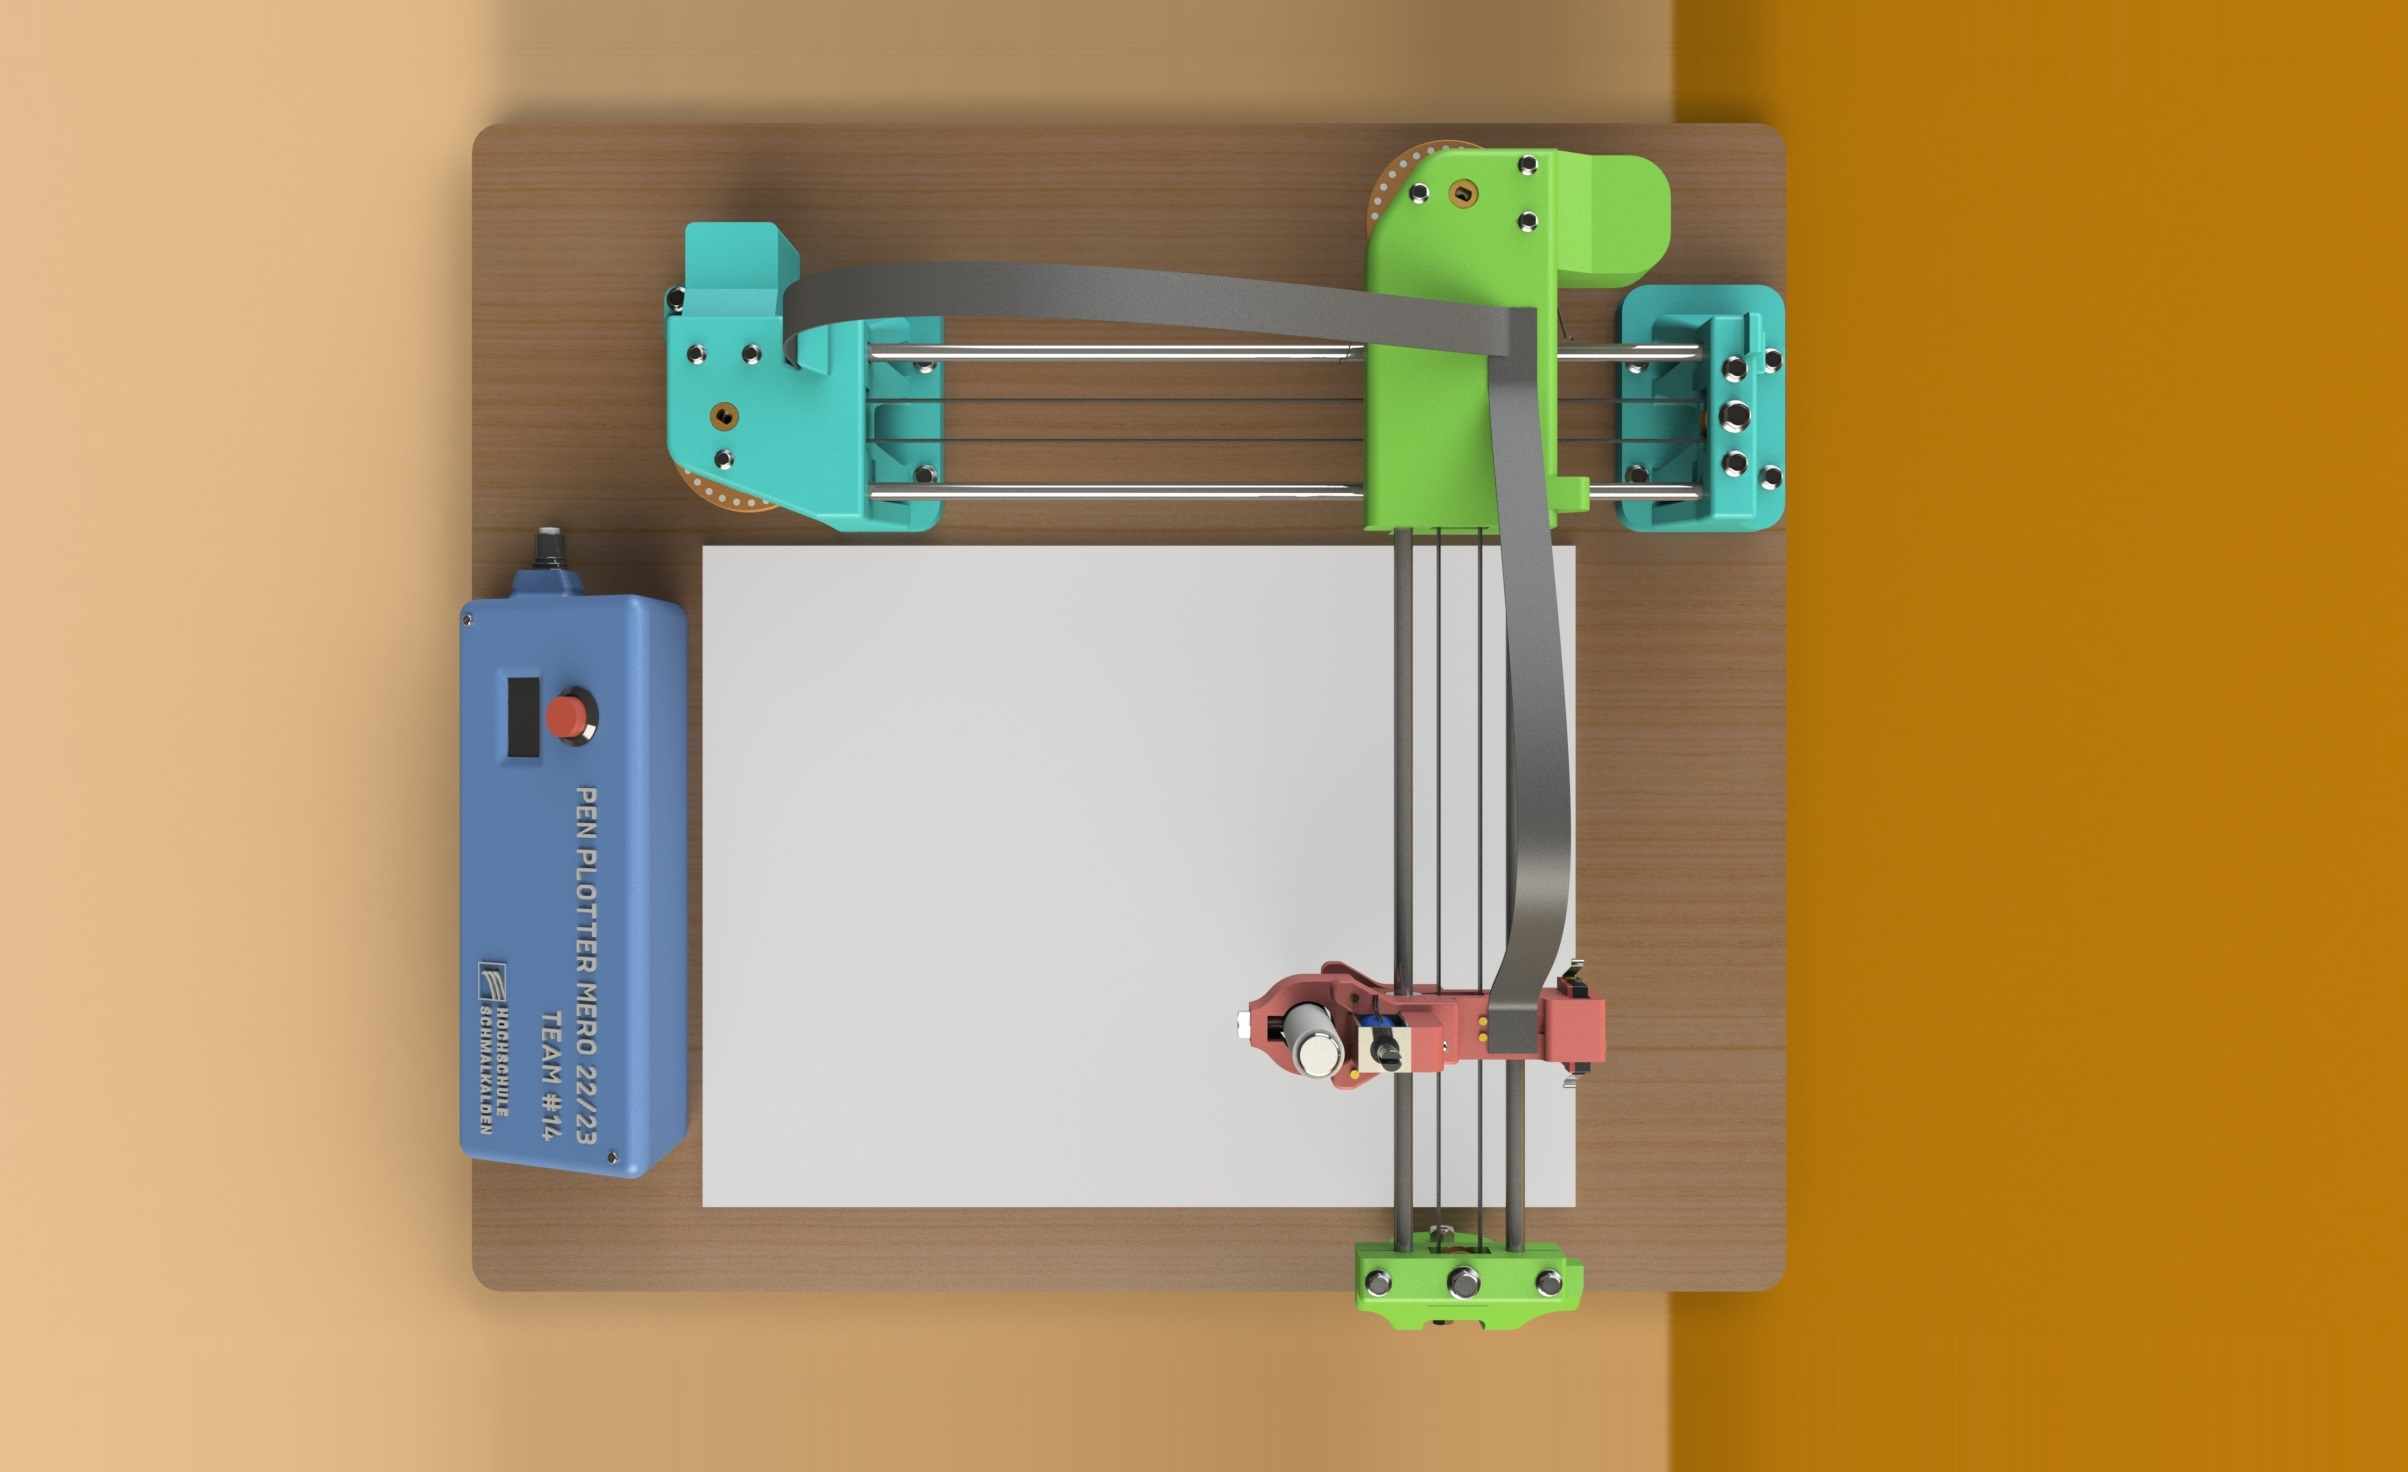 PEN PLOTTER MERO 22/23
TEAM #14
HOCHSCHULE
SCHMALKALDEN